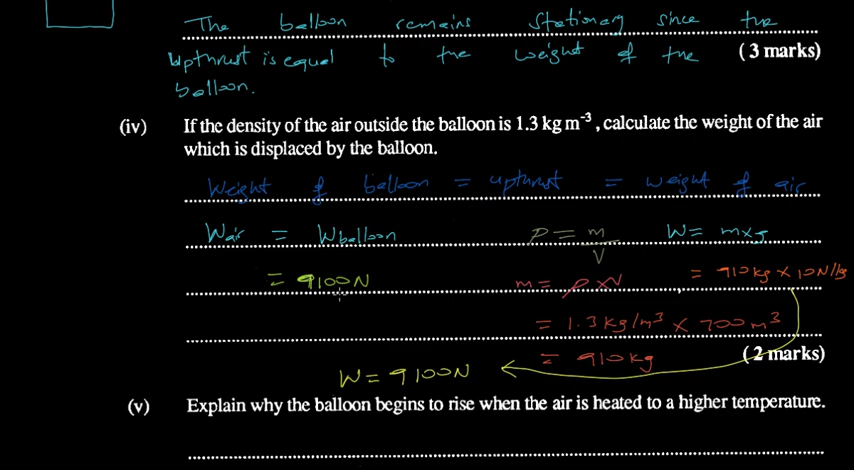 The balloon remains stationary since the
Upthrust is equal to the weight of the (3 marks)
balloon.
(iv) If the density of the air outside the balloon is 1.3 kg m⁻³, calculate the weight of the air
which is displaced by the balloon.
Weight of balloon = upthrust = weight of air
Wair = Wballoon ρ = m/V W = m×g
= 9100N m = ρ×V = 910kg × 10N/kg
= 1.3 kg/m³ × 700 m³
= 910kg (2 marks)
W = 9100N
(v) Explain why the balloon begins to rise when the air is heated to a higher temperature.